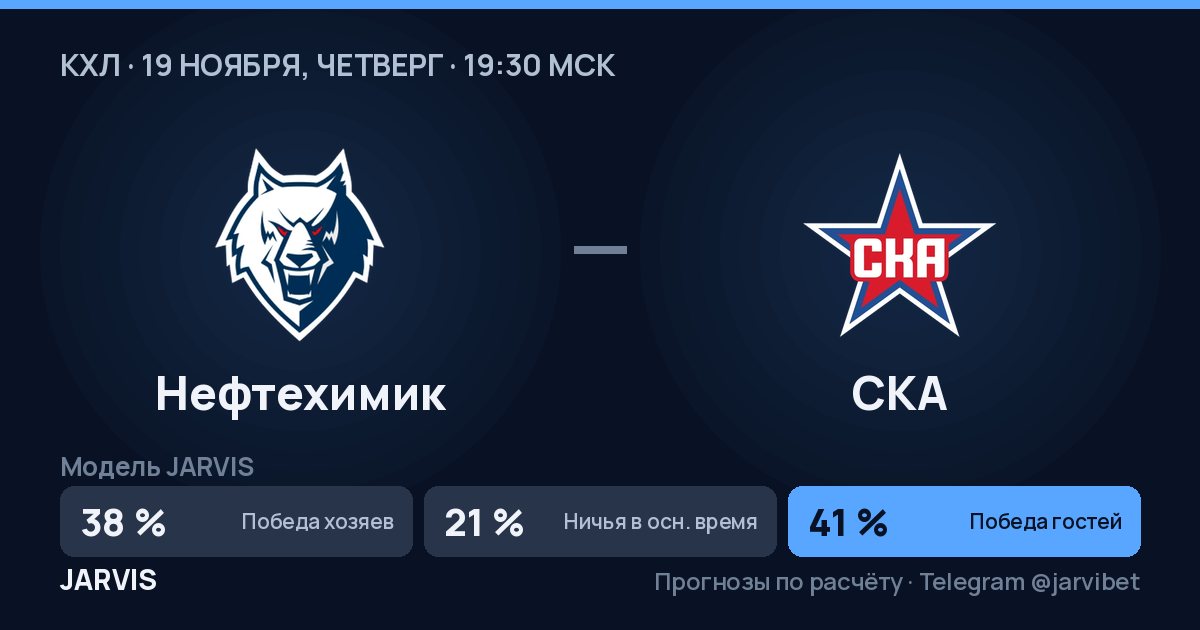 КХЛ · 19 НОЯБРЯ, ЧЕТВЕРГ · 19:30 МСК
СКА
Нефтехимик
СКА
Модель JARVIS
38 % Победа хозяев
21 % Ничья в осн. время
41 % Победа гостей
JARVIS
Прогнозы по расчёту · Telegram @jarvibet